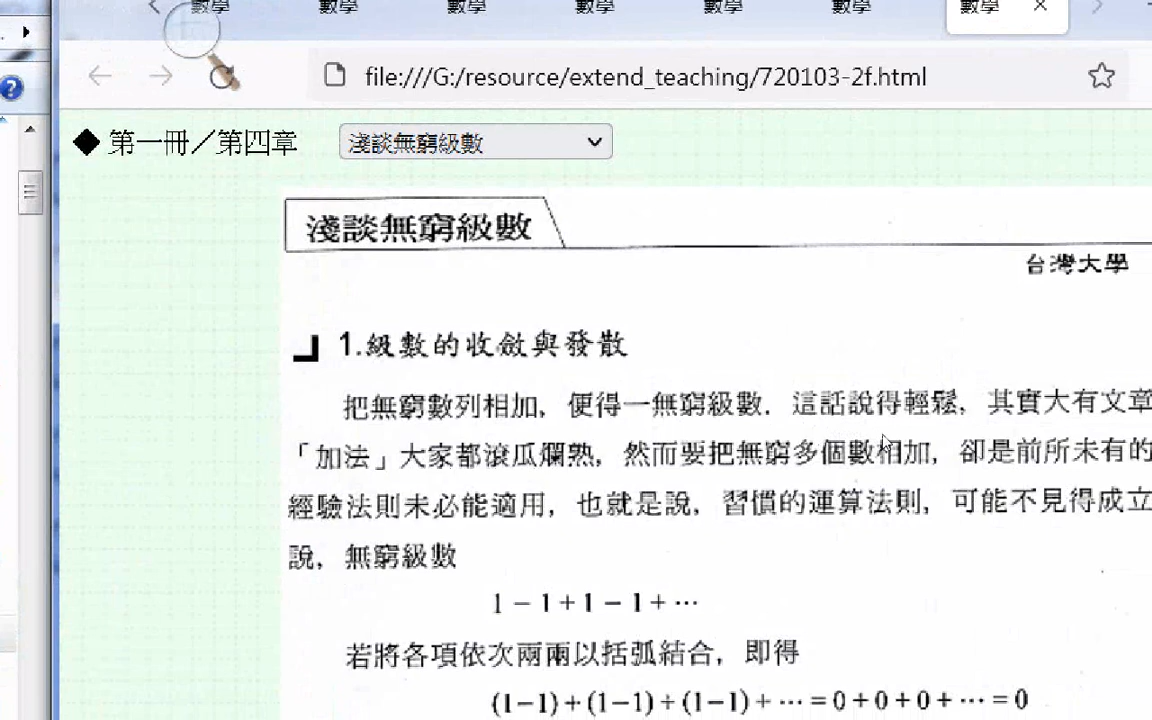 數學 數學 數學 數學 數學 數學 數學
file:///G:/resource/extend_teaching/720103-2f.html
◆ 第一冊／第四章 淺談無窮級數
淺談無窮級數
台灣大學
1.級數的收斂與發散
把無窮數列相加，便得一無窮級數．這話說得輕鬆，其實大有文章
「加法」大家都滾瓜爛熟，然而要把無窮多個數相加，卻是前所未有的
經驗法則未必能適用，也就是說，習慣的運算法則，可能不見得成立
說，無窮級數
1 − 1 + 1 − 1 + ⋯
若將各項依次兩兩以括弧結合，即得
(1−1)+(1−1)+(1−1)+⋯=0+0+0+⋯=0